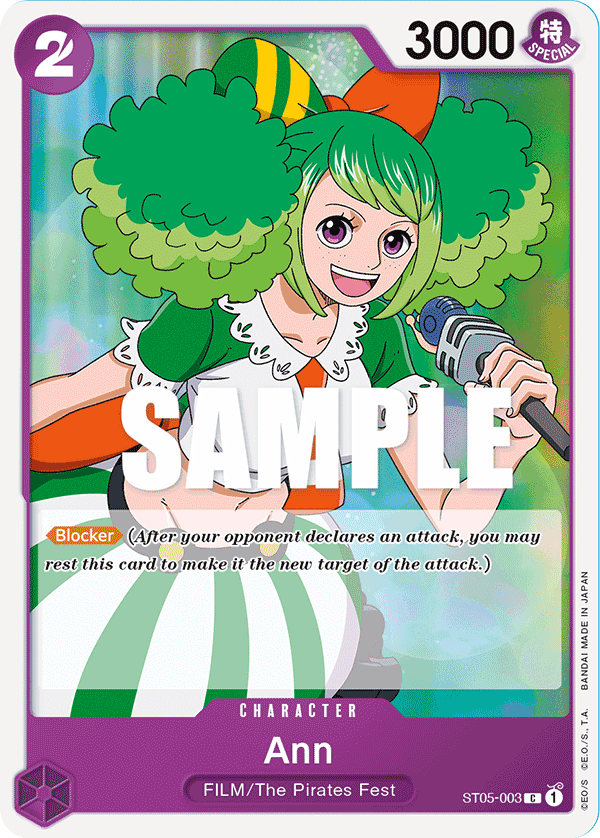 2
3000
特
SPECIAL
SAMPLE
Blocker (After your opponent declares an attack, you may
rest this card to make it the new target of the attack.)
CHARACTER
Ann
FILM/The Pirates Fest
ST05-003 C 1
©EO/S ©E.O./S., T.A. BANDAI MADE IN JAPAN